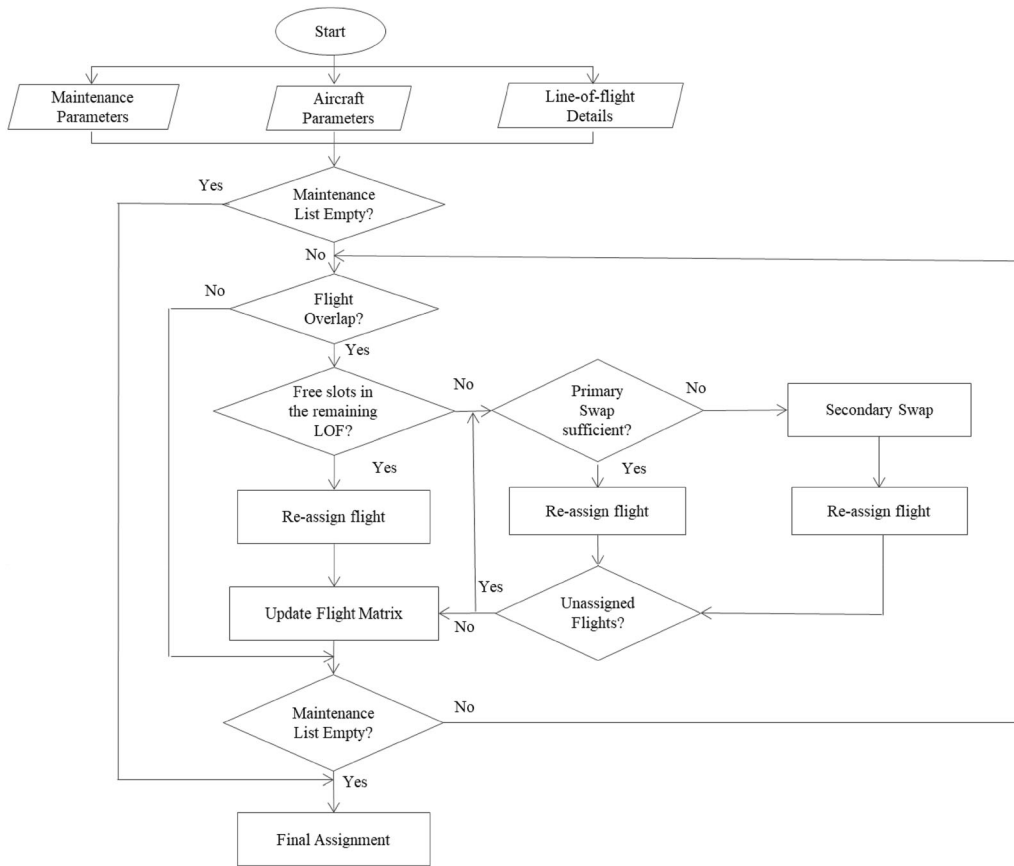 Start
Maintenance
Parameters
Aircraft
Parameters
Line-of-flight
Details
Yes
Maintenance
List Empty?
No
No
Flight
Overlap?
Yes
Free slots in
the remaining
LOF?
No
Primary
Swap
sufficient?
No
Secondary Swap
Yes
Yes
Re-assign flight
Re-assign flight
Re-assign flight
Yes
Update Flight Matrix
No
Unassigned
Flights?
Maintenance
List Empty?
No
Yes
Final Assignment